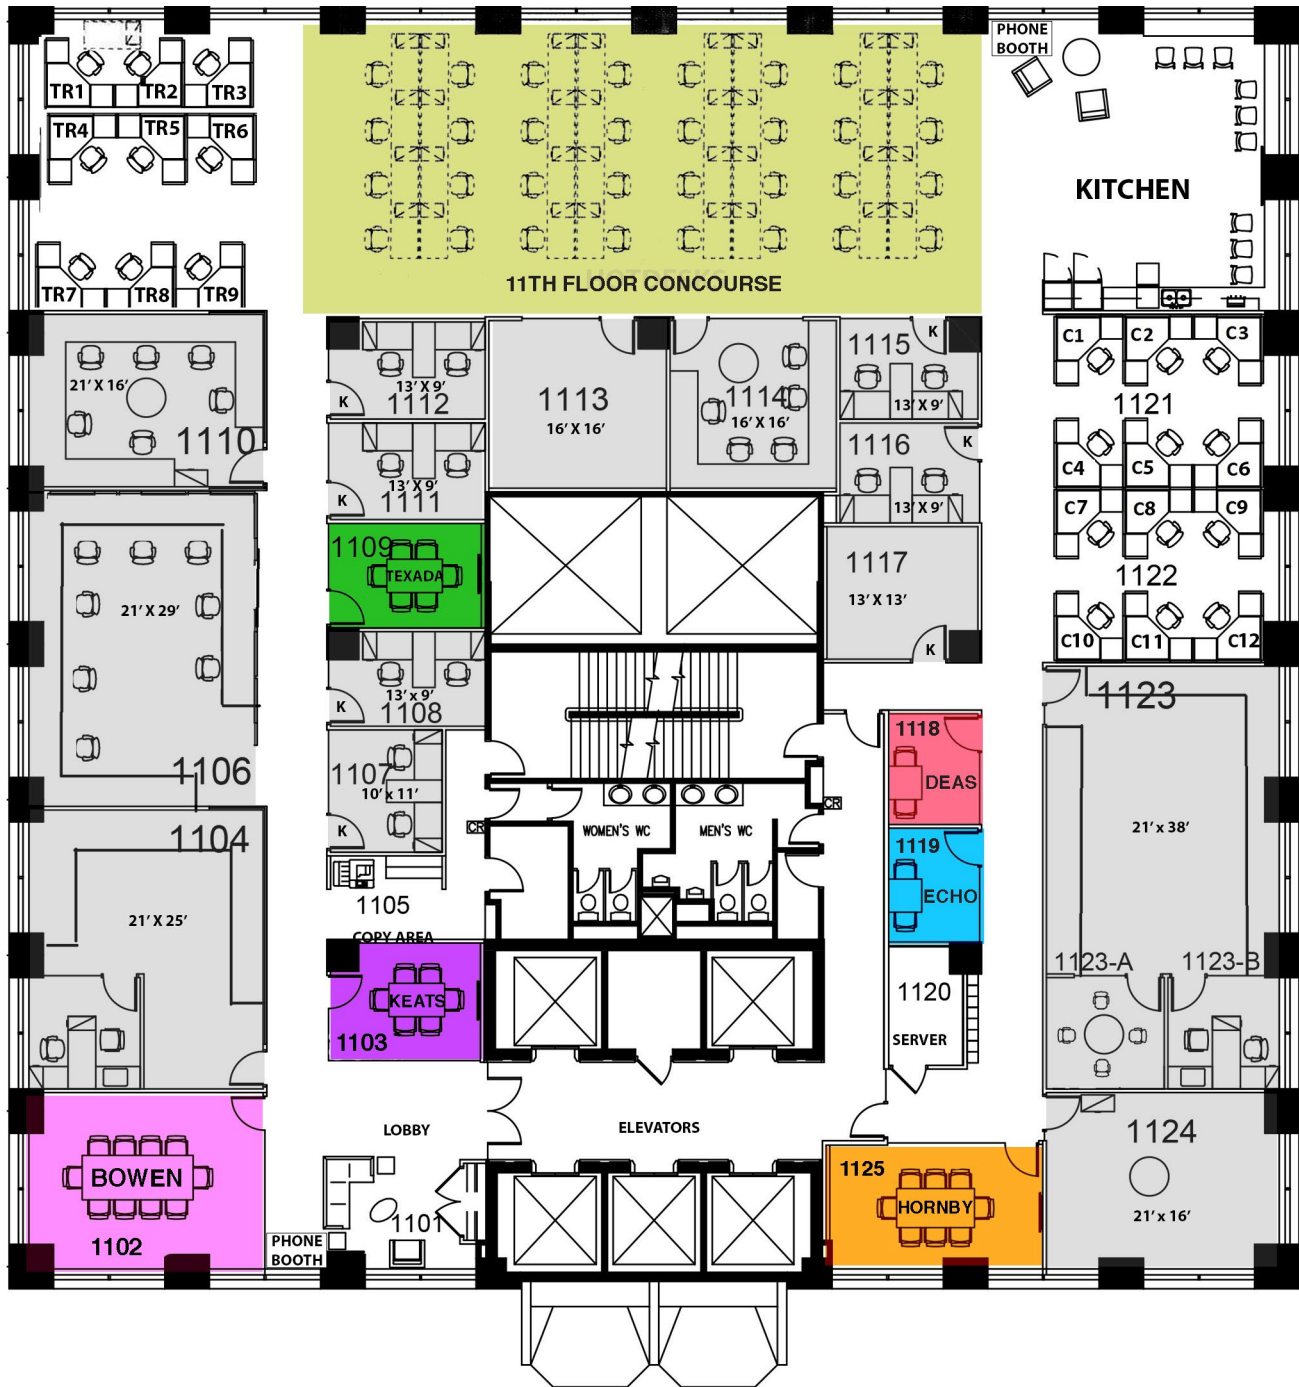 PHONE
BOOTH
TR1
TR2
TR3
TR4
TR5
TR6
KITCHEN
TR7
TR8
TR9
HOTDESKS
11TH FLOOR CONCOURSE
21' X 16'
1110
13' X 9'
1112
K
1113
16' X 16'
1114
16' X 16'
1115
K
13' X 9'
C1
C2
C3
1121
13' X 9'
1111
K
1116
K
13' X 9'
C4
C5
C6
C7
C8
C9
1109
TEXADA
1117
13' X 13'
K
1122
C10
C11
C12
21' X 29'
1106
13' x 9'
1108
K
1123
21' x 38'
1107
10' x 11'
K
CR
WOMEN'S WC
MEN'S WC
CR
1118
DEAS
1119
ECHO
1104
21' X 25'
1105
COPY AREA
1123-A
1123-B
KEATS
1103
1120
SERVER
LOBBY
ELEVATORS
1124
21' x 16'
BOWEN
1102
1101
PHONE
BOOTH
1125
HORNBY